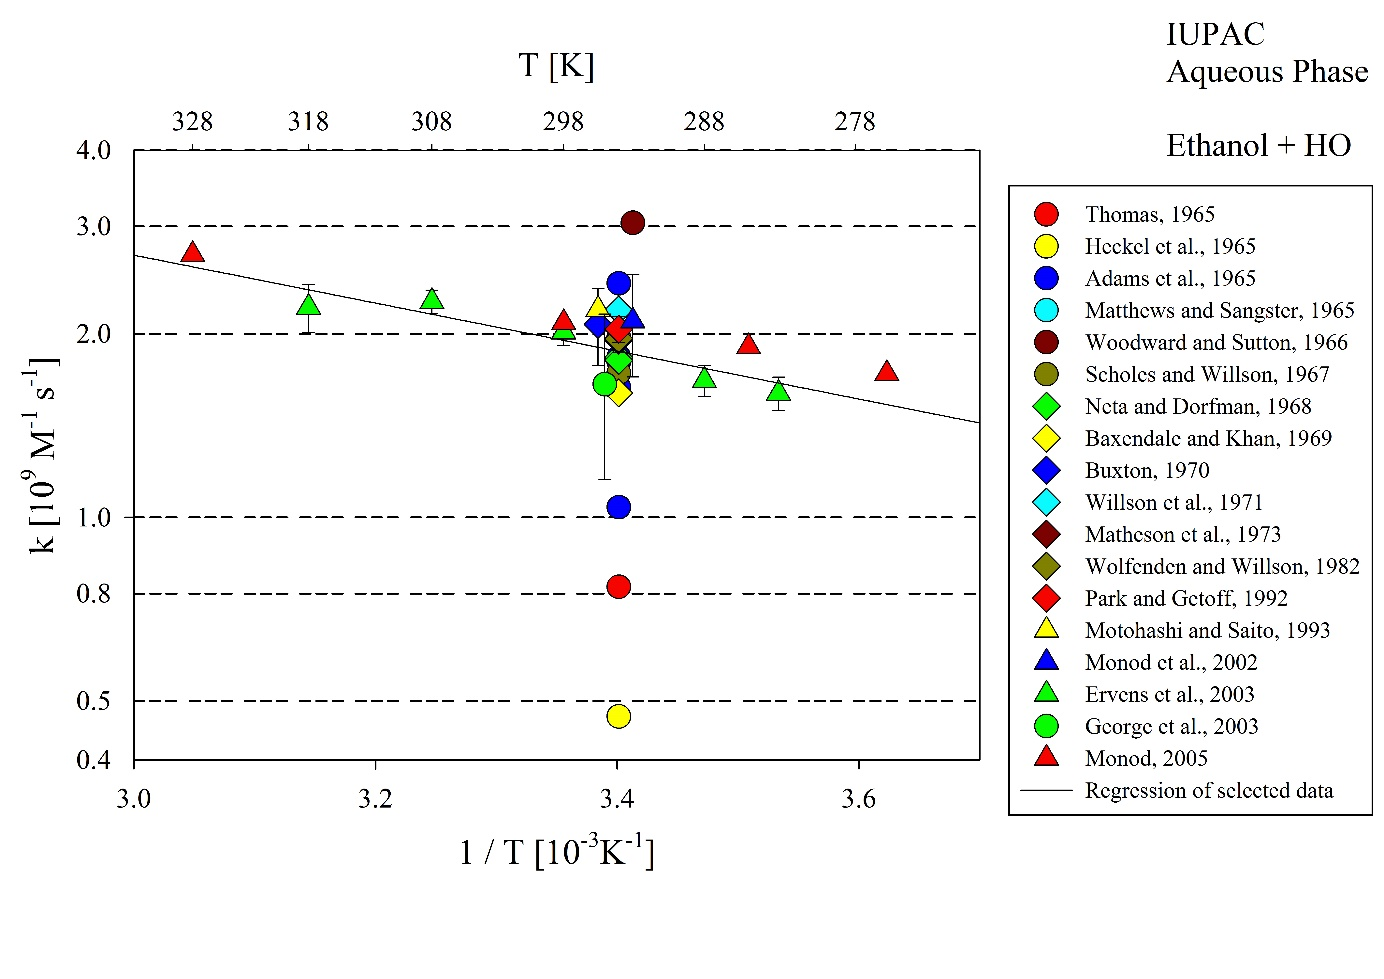 IUPAC
Aqueous Phase
Ethanol + HO
T [K]
328 318 308 298 288 278
4.0
3.0
2.0
1.0
0.8
0.5
0.4
k [10⁹ M⁻¹ s⁻¹]
3.0 3.2 3.4 3.6
1 / T [10⁻³K⁻¹]
Thomas, 1965
Heckel et al., 1965
Adams et al., 1965
Matthews and Sangster, 1965
Woodward and Sutton, 1966
Scholes and Willson, 1967
Neta and Dorfman, 1968
Baxendale and Khan, 1969
Buxton, 1970
Willson et al., 1971
Matheson et al., 1973
Wolfenden and Willson, 1982
Park and Getoff, 1992
Motohashi and Saito, 1993
Monod et al., 2002
Ervens et al., 2003
George et al., 2003
Monod, 2005
Regression of selected data